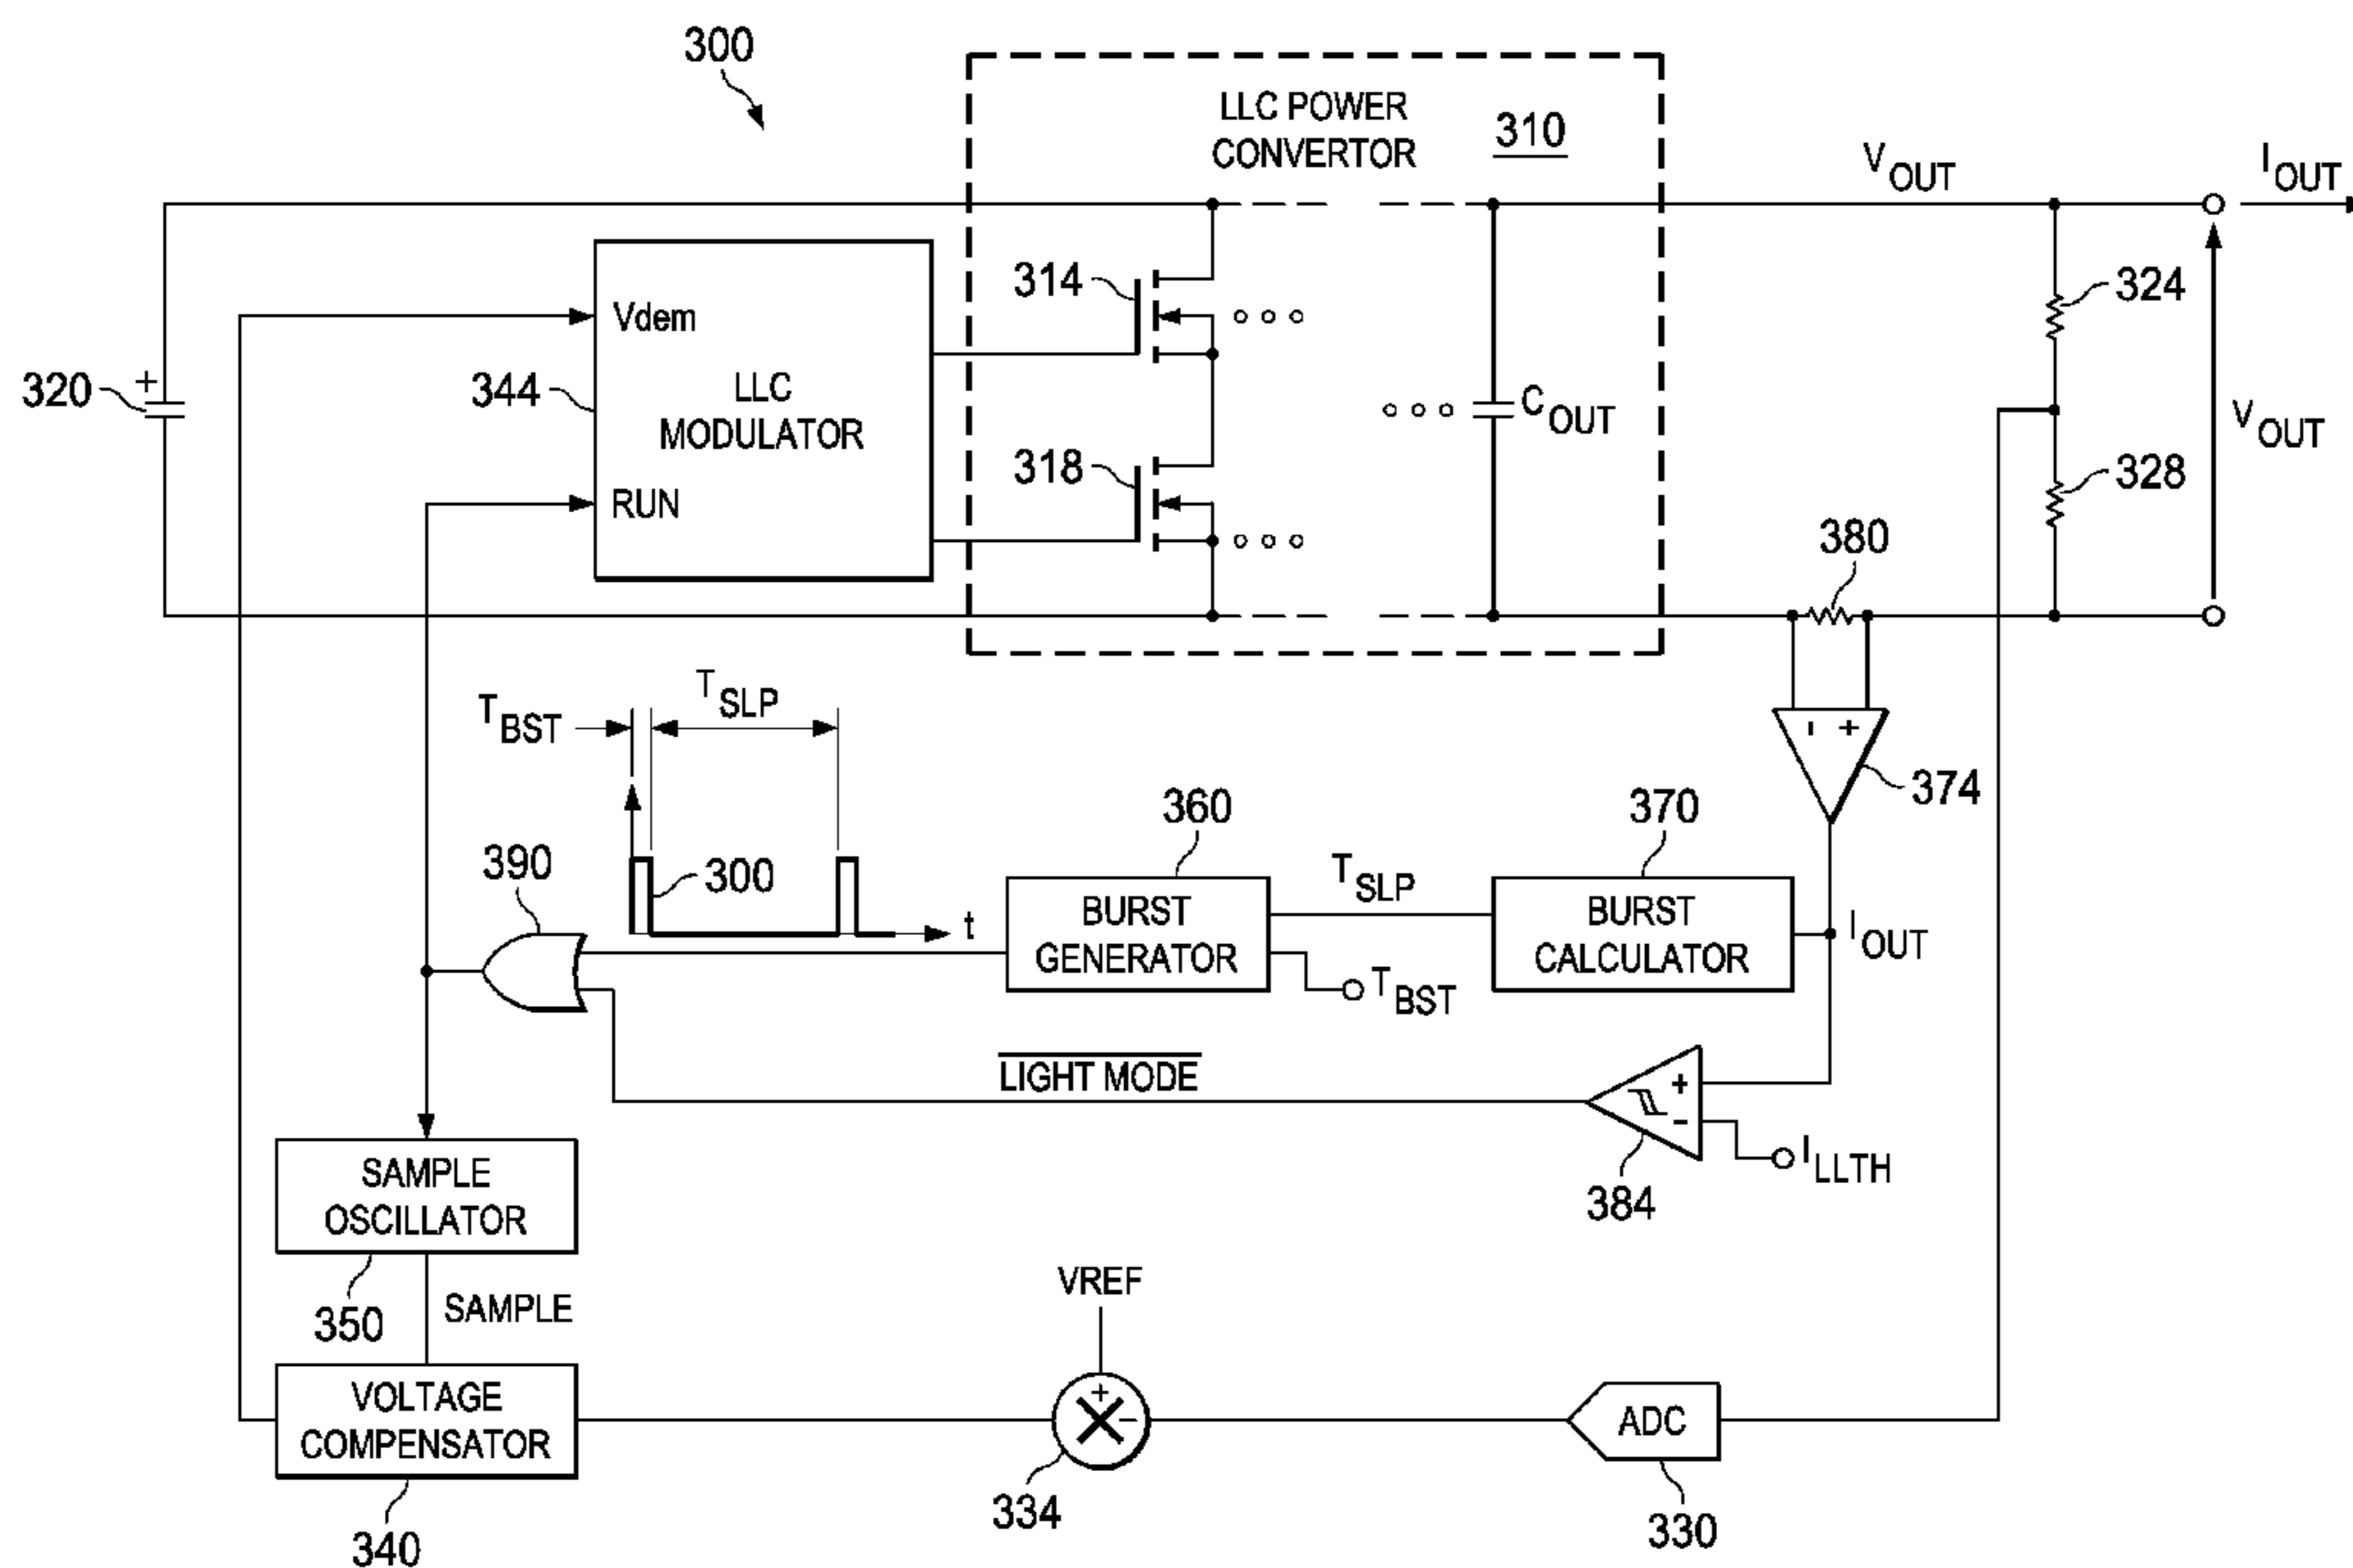 300
LLC POWER
CONVERTOR
310
VOUT
IOUT
314
324
Vdem
320
+
344
LLC
MODULATOR
COUT
VOUT
318
328
RUN
380
TSLP
TBST
- +
374
360
370
390
300
TSLP
BURST
GENERATOR
BURST
CALCULATOR
t
IOUT
TBST
LIGHT MODE
+
-
ILLTH
384
SAMPLE
OSCILLATOR
350
SAMPLE
VREF
VOLTAGE
COMPENSATOR
+
-
ADC
334
330
340